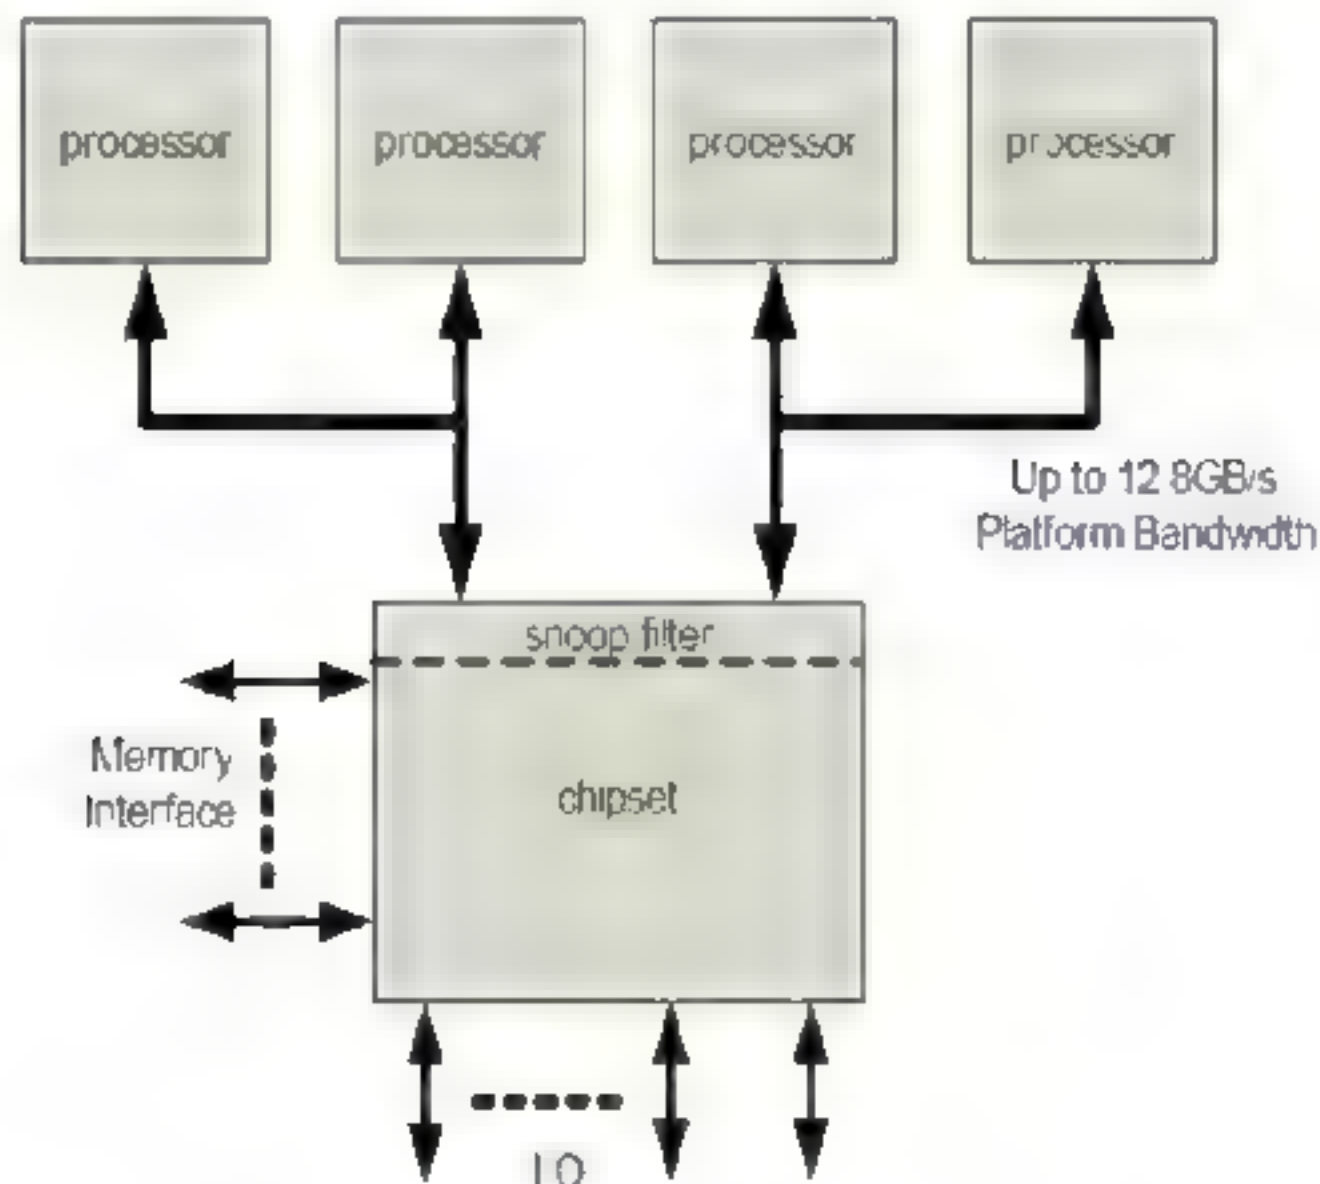 processor
processor
processor
processor
Up to 12 8GB/s
Platform Bandwidth
snoop filter
Memory
Interface
chipset
I O